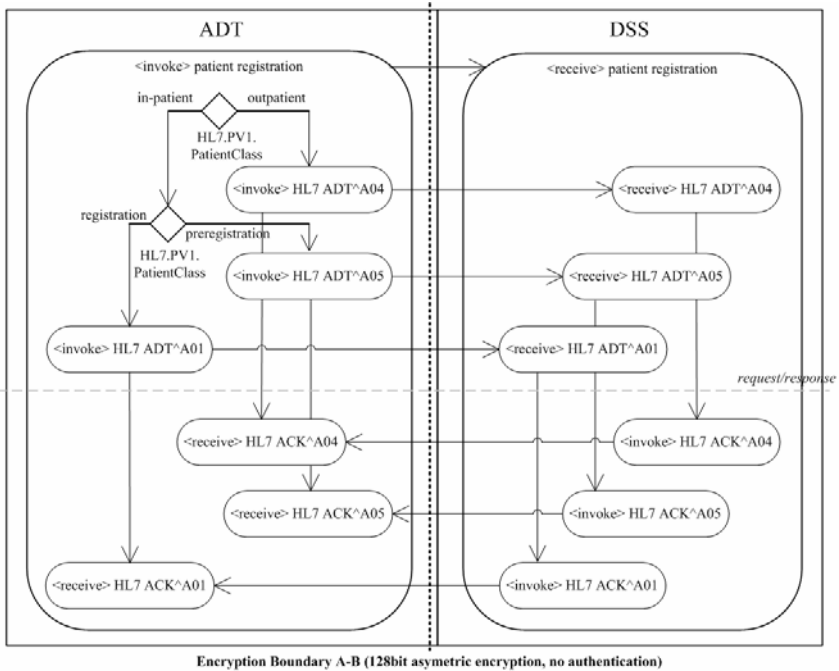 ADT
DSS
<invoke> patient registration
<receive> patient registration
in-patient
outpatient
HL7.PV1.
PatientClass
<invoke> HL7 ADT^A04
<receive> HL7 ADT^A04
registration
preregistration
HL7.PV1.
PatientClass
<invoke> HL7 ADT^A05
<receive> HL7 ADT^A05
<invoke> HL7 ADT^A01
<receive> HL7 ADT^A01
request/response
<receive> HL7 ACK^A04
<invoke> HL7 ACK^A04
<receive> HL7 ACK^A05
<invoke> HL7 ACK^A05
<receive> HL7 ACK^A01
<invoke> HL7 ACK^A01
Encryption Boundary A-B (128bit asymetric encryption, no authentication)